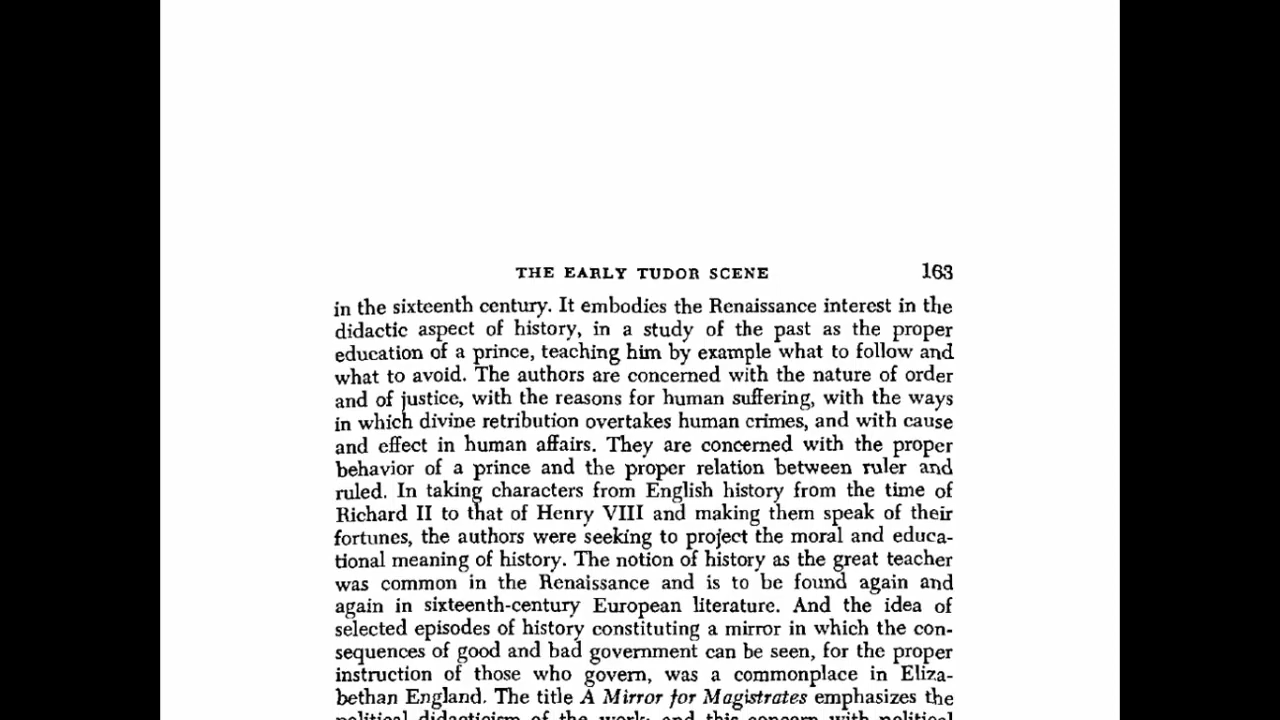 THE EARLY TUDOR SCENE 163
in the sixteenth century. It embodies the Renaissance interest in the
didactic aspect of history, in a study of the past as the proper
education of a prince, teaching him by example what to follow and
what to avoid. The authors are concerned with the nature of order
and of justice, with the reasons for human suffering, with the ways
in which divine retribution overtakes human crimes, and with cause
and effect in human affairs. They are concerned with the proper
behavior of a prince and the proper relation between ruler and
ruled. In taking characters from English history from the time of
Richard II to that of Henry VIII and making them speak of their
fortunes, the authors were seeking to project the moral and educa-
tional meaning of history. The notion of history as the great teacher
was common in the Renaissance and is to be found again and
again in sixteenth-century European literature. And the idea of
selected episodes of history constituting a mirror in which the con-
sequences of good and bad government can be seen, for the proper
instruction of those who govern, was a commonplace in Eliza-
bethan England. The title A Mirror for Magistrates emphasizes the
political didacticism of the work; and this concern with political